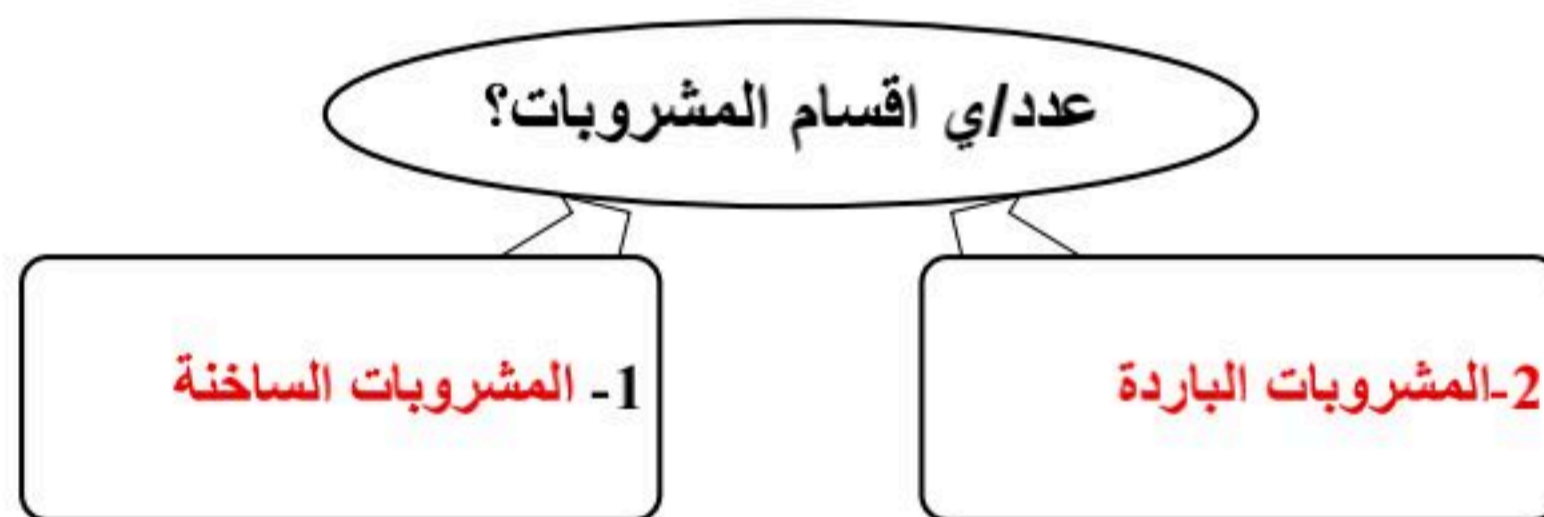 عدد/ي اقسام المشروبات؟
1- المشروبات الساخنة
2-المشروبات الباردة